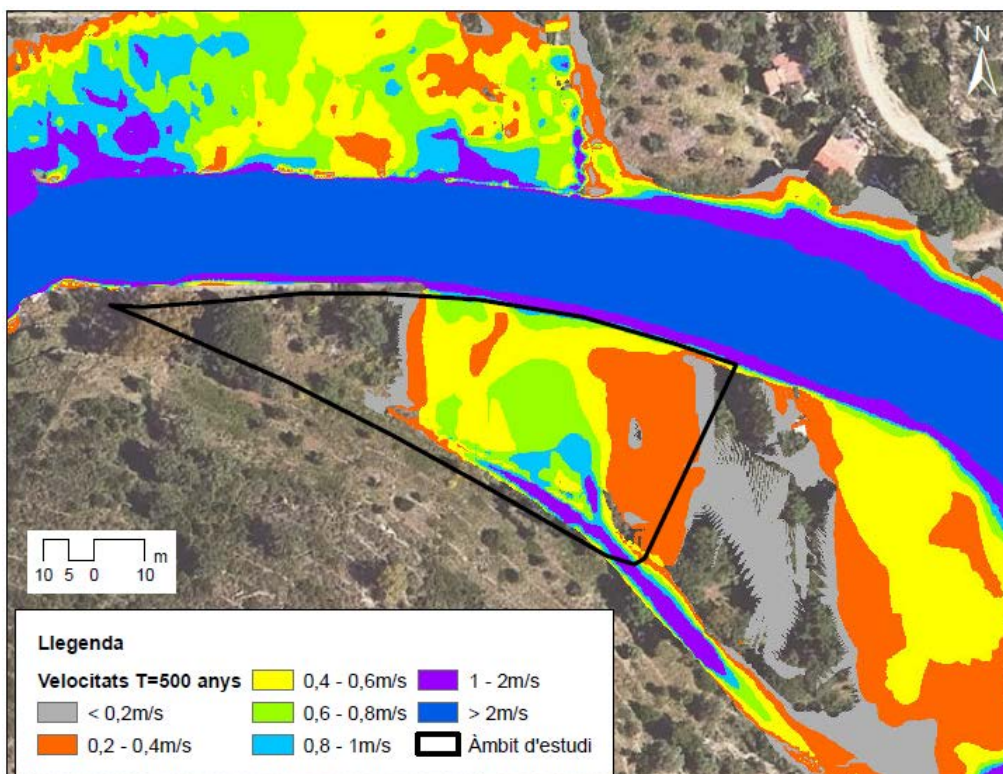 N
m
10 5 0 10
Llegenda
Velocitats T=500 anys
< 0,2m/s
0,2 - 0,4m/s
0,4 - 0,6m/s
0,6 - 0,8m/s
0,8 - 1m/s
1 - 2m/s
> 2m/s
Àmbit d'estudi